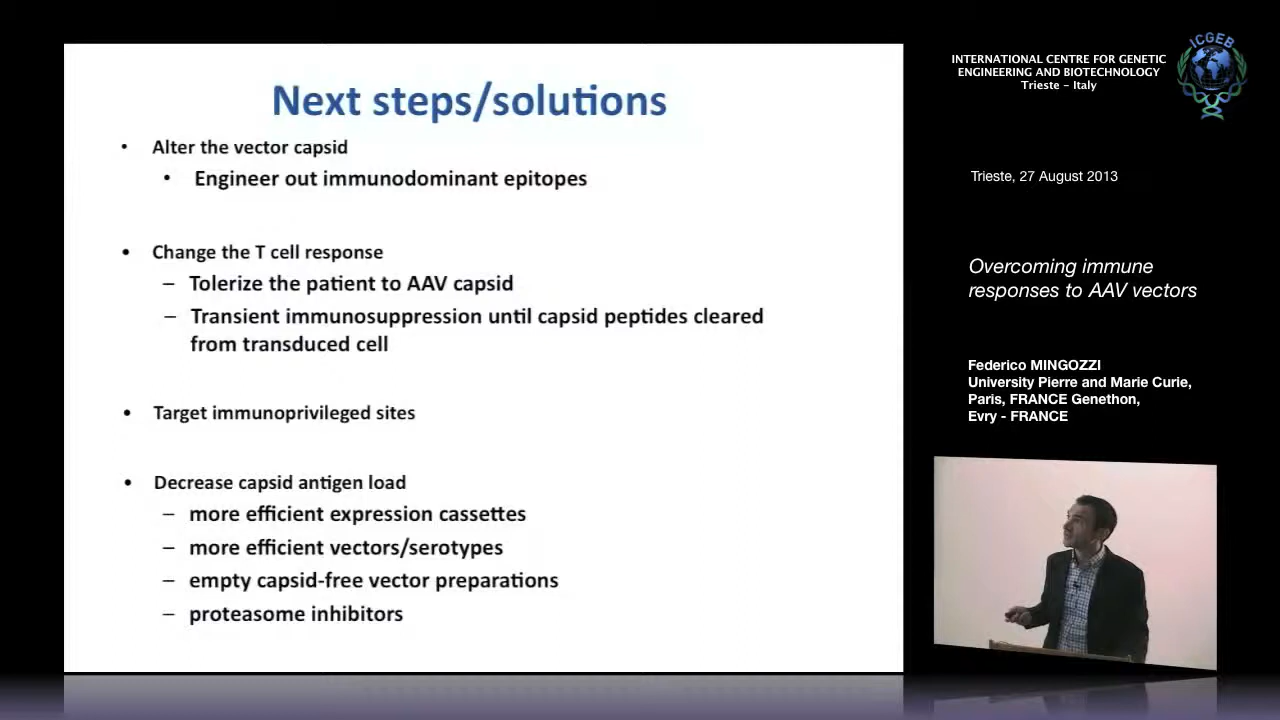 Next steps/solutions
• Alter the vector capsid
• Engineer out immunodominant epitopes
• Change the T cell response
– Tolerize the patient to AAV capsid
– Transient immunosuppression until capsid peptides cleared
from transduced cell
• Target immunoprivileged sites
• Decrease capsid antigen load
– more efficient expression cassettes
– more efficient vectors/serotypes
– empty capsid-free vector preparations
– proteasome inhibitors
INTERNATIONAL CENTRE FOR GENETIC
ENGINEERING AND BIOTECHNOLOGY
Trieste - Italy
ICGEB
Trieste, 27 August 2013
Overcoming immune
responses to AAV vectors
Federico MINGOZZI
University Pierre and Marie Curie,
Paris, FRANCE Genethon,
Evry - FRANCE